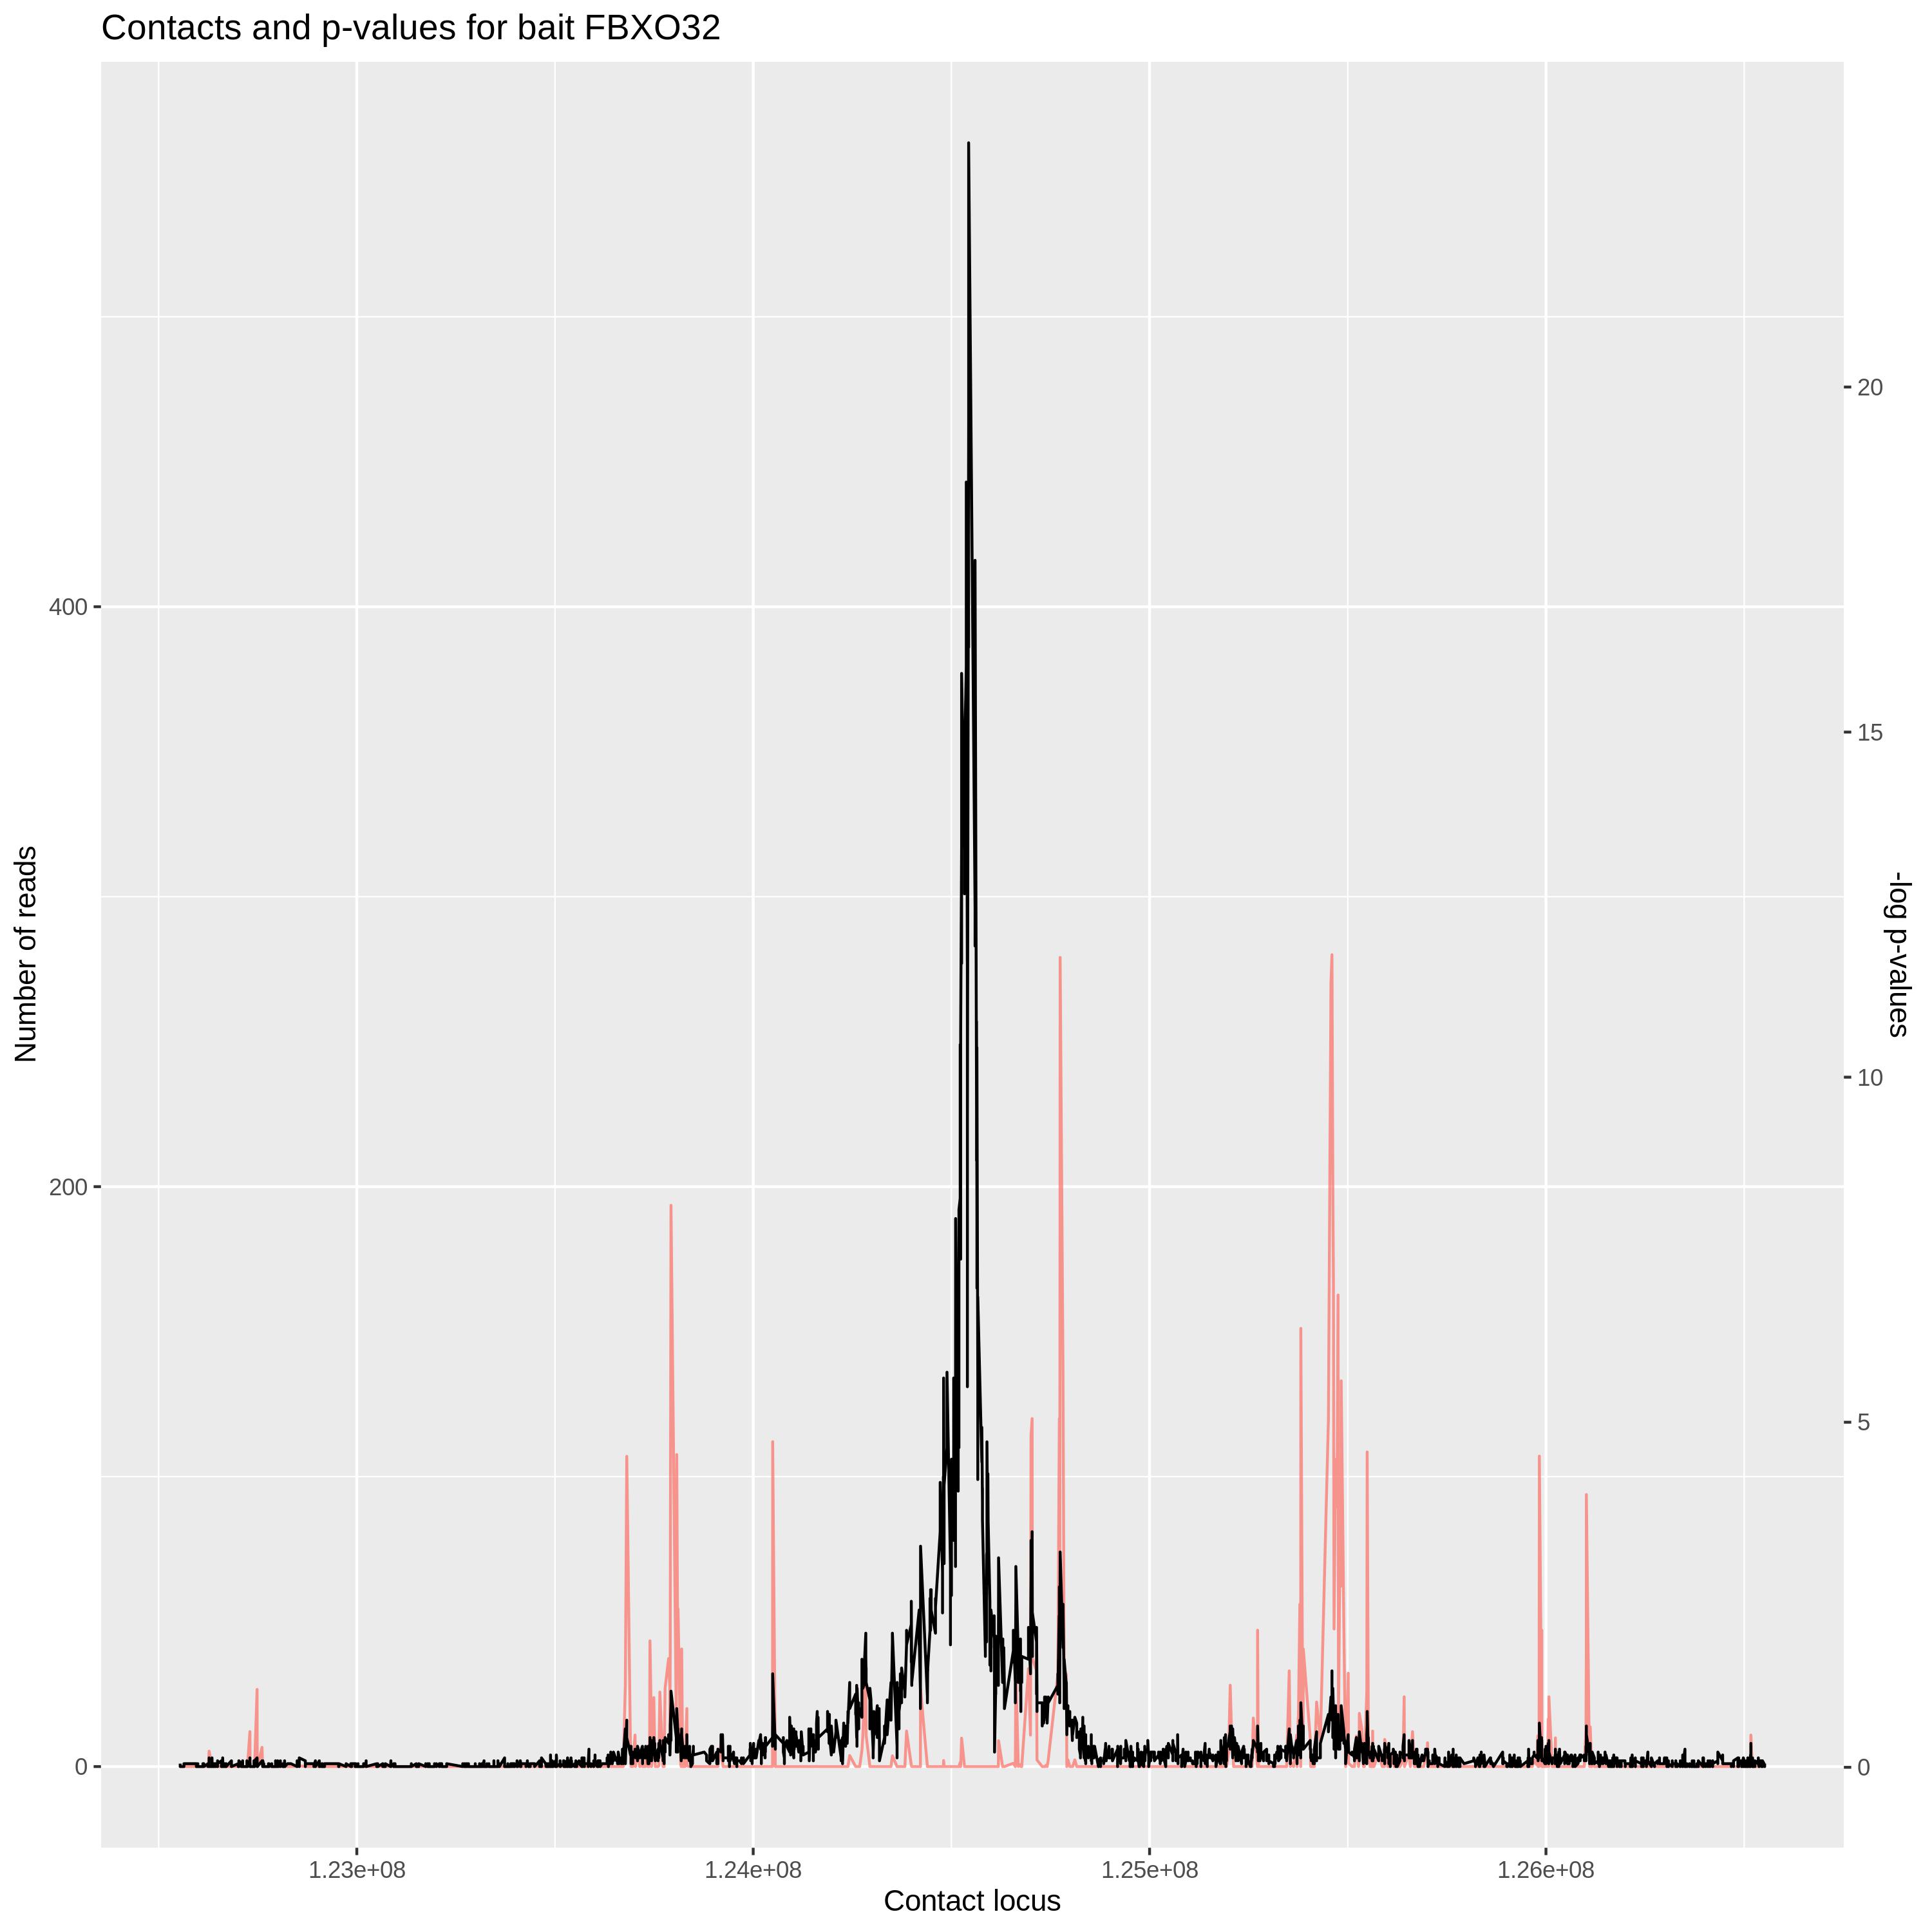 Contacts and p-values for bait FBXO32
Number of reads
400
200
0
20
15
10
5
0
-log p-values
1.23e+08 1.24e+08 1.25e+08 1.26e+08
Contact locus